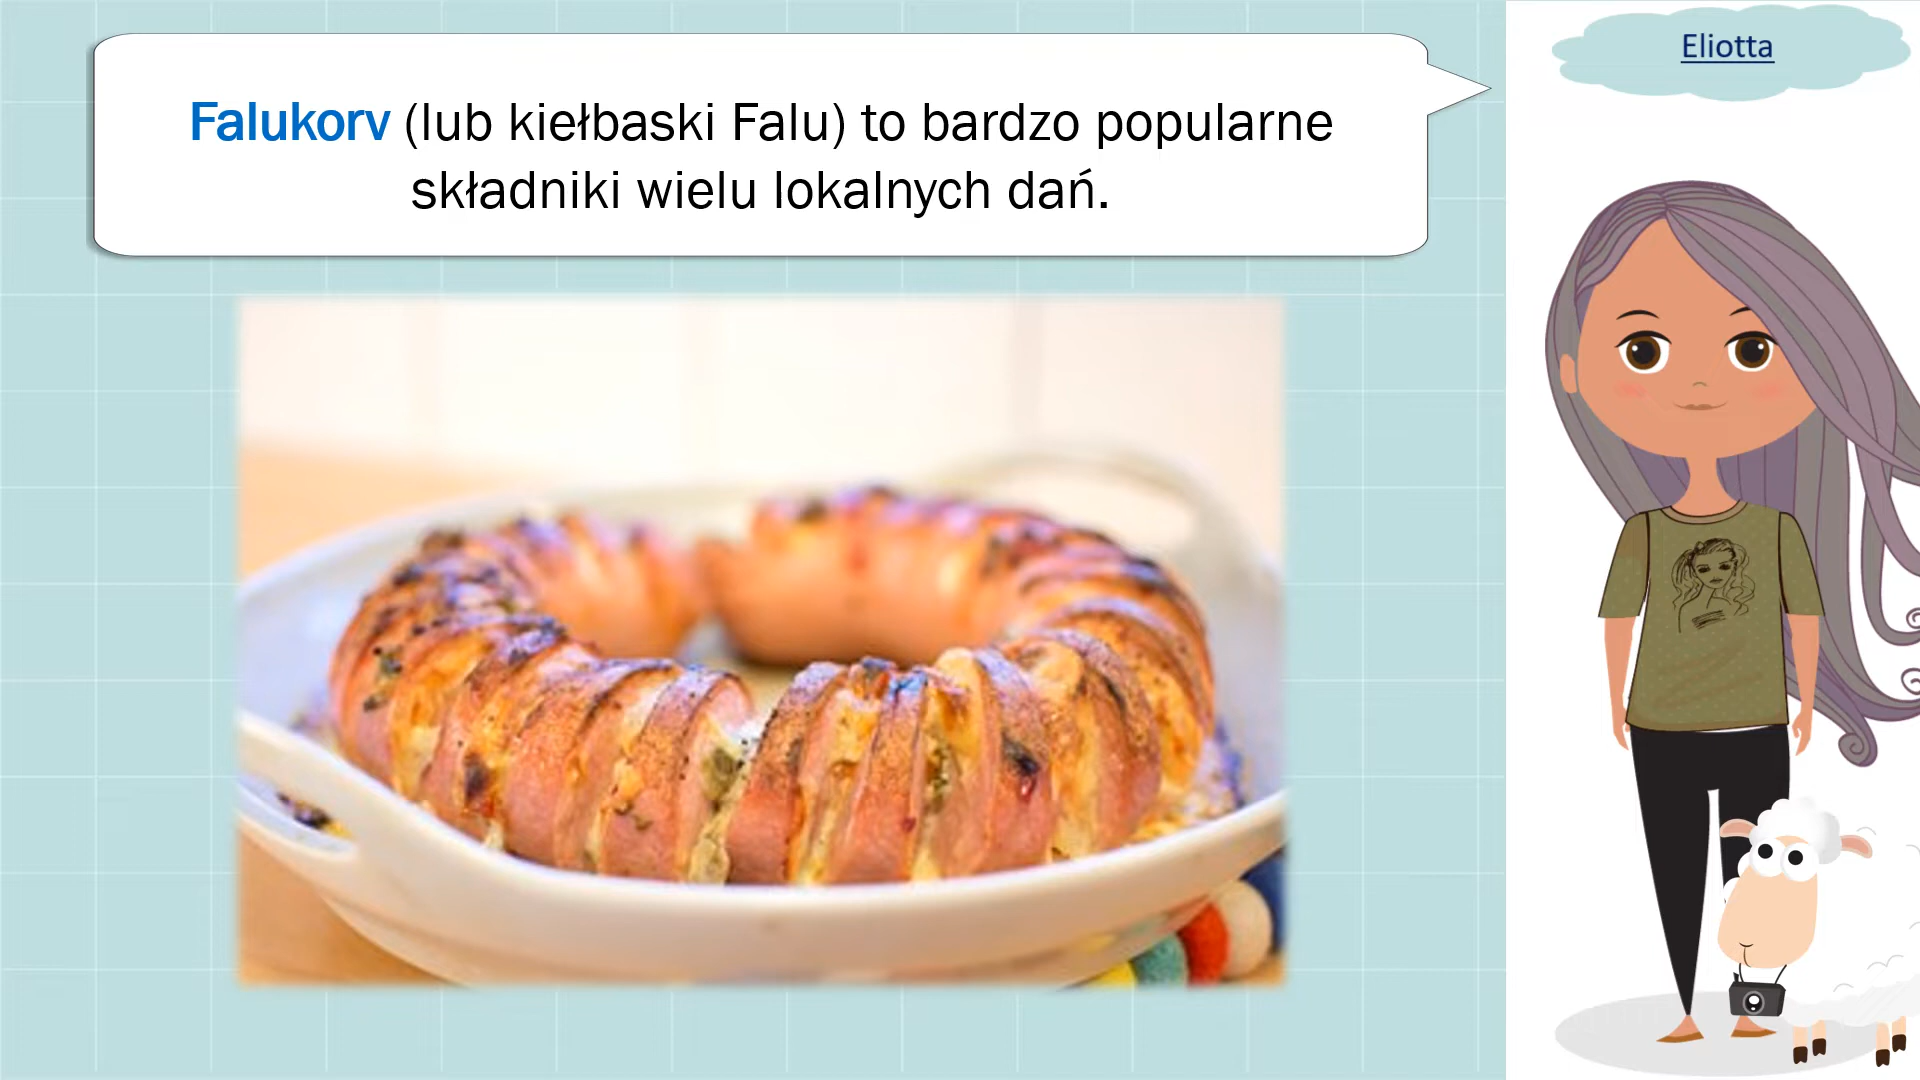 Falukorv (lub kiełbaski Falu) to bardzo popularne
składniki wielu lokalnych dań.
Eliotta